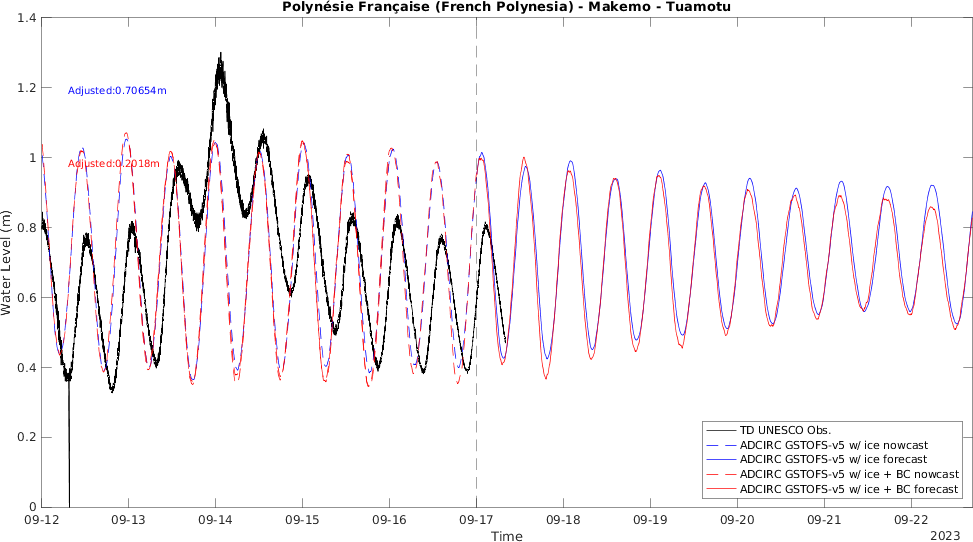 Polynésie Française (French Polynesia) - Makemo - Tuamotu
1.4
1.2
1
0.8
0.6
0.4
0.2
0
Water Level (m)
Adjusted:0.70654m
Adjusted:0.2018m
TD UNESCO Obs.
ADCIRC GSTOFS-v5 w/ ice nowcast
ADCIRC GSTOFS-v5 w/ ice forecast
ADCIRC GSTOFS-v5 w/ ice + BC nowcast
ADCIRC GSTOFS-v5 w/ ice + BC forecast
09-12 09-13 09-14 09-15 09-16 09-17 09-18 09-19 09-20 09-21 09-22
Time
2023